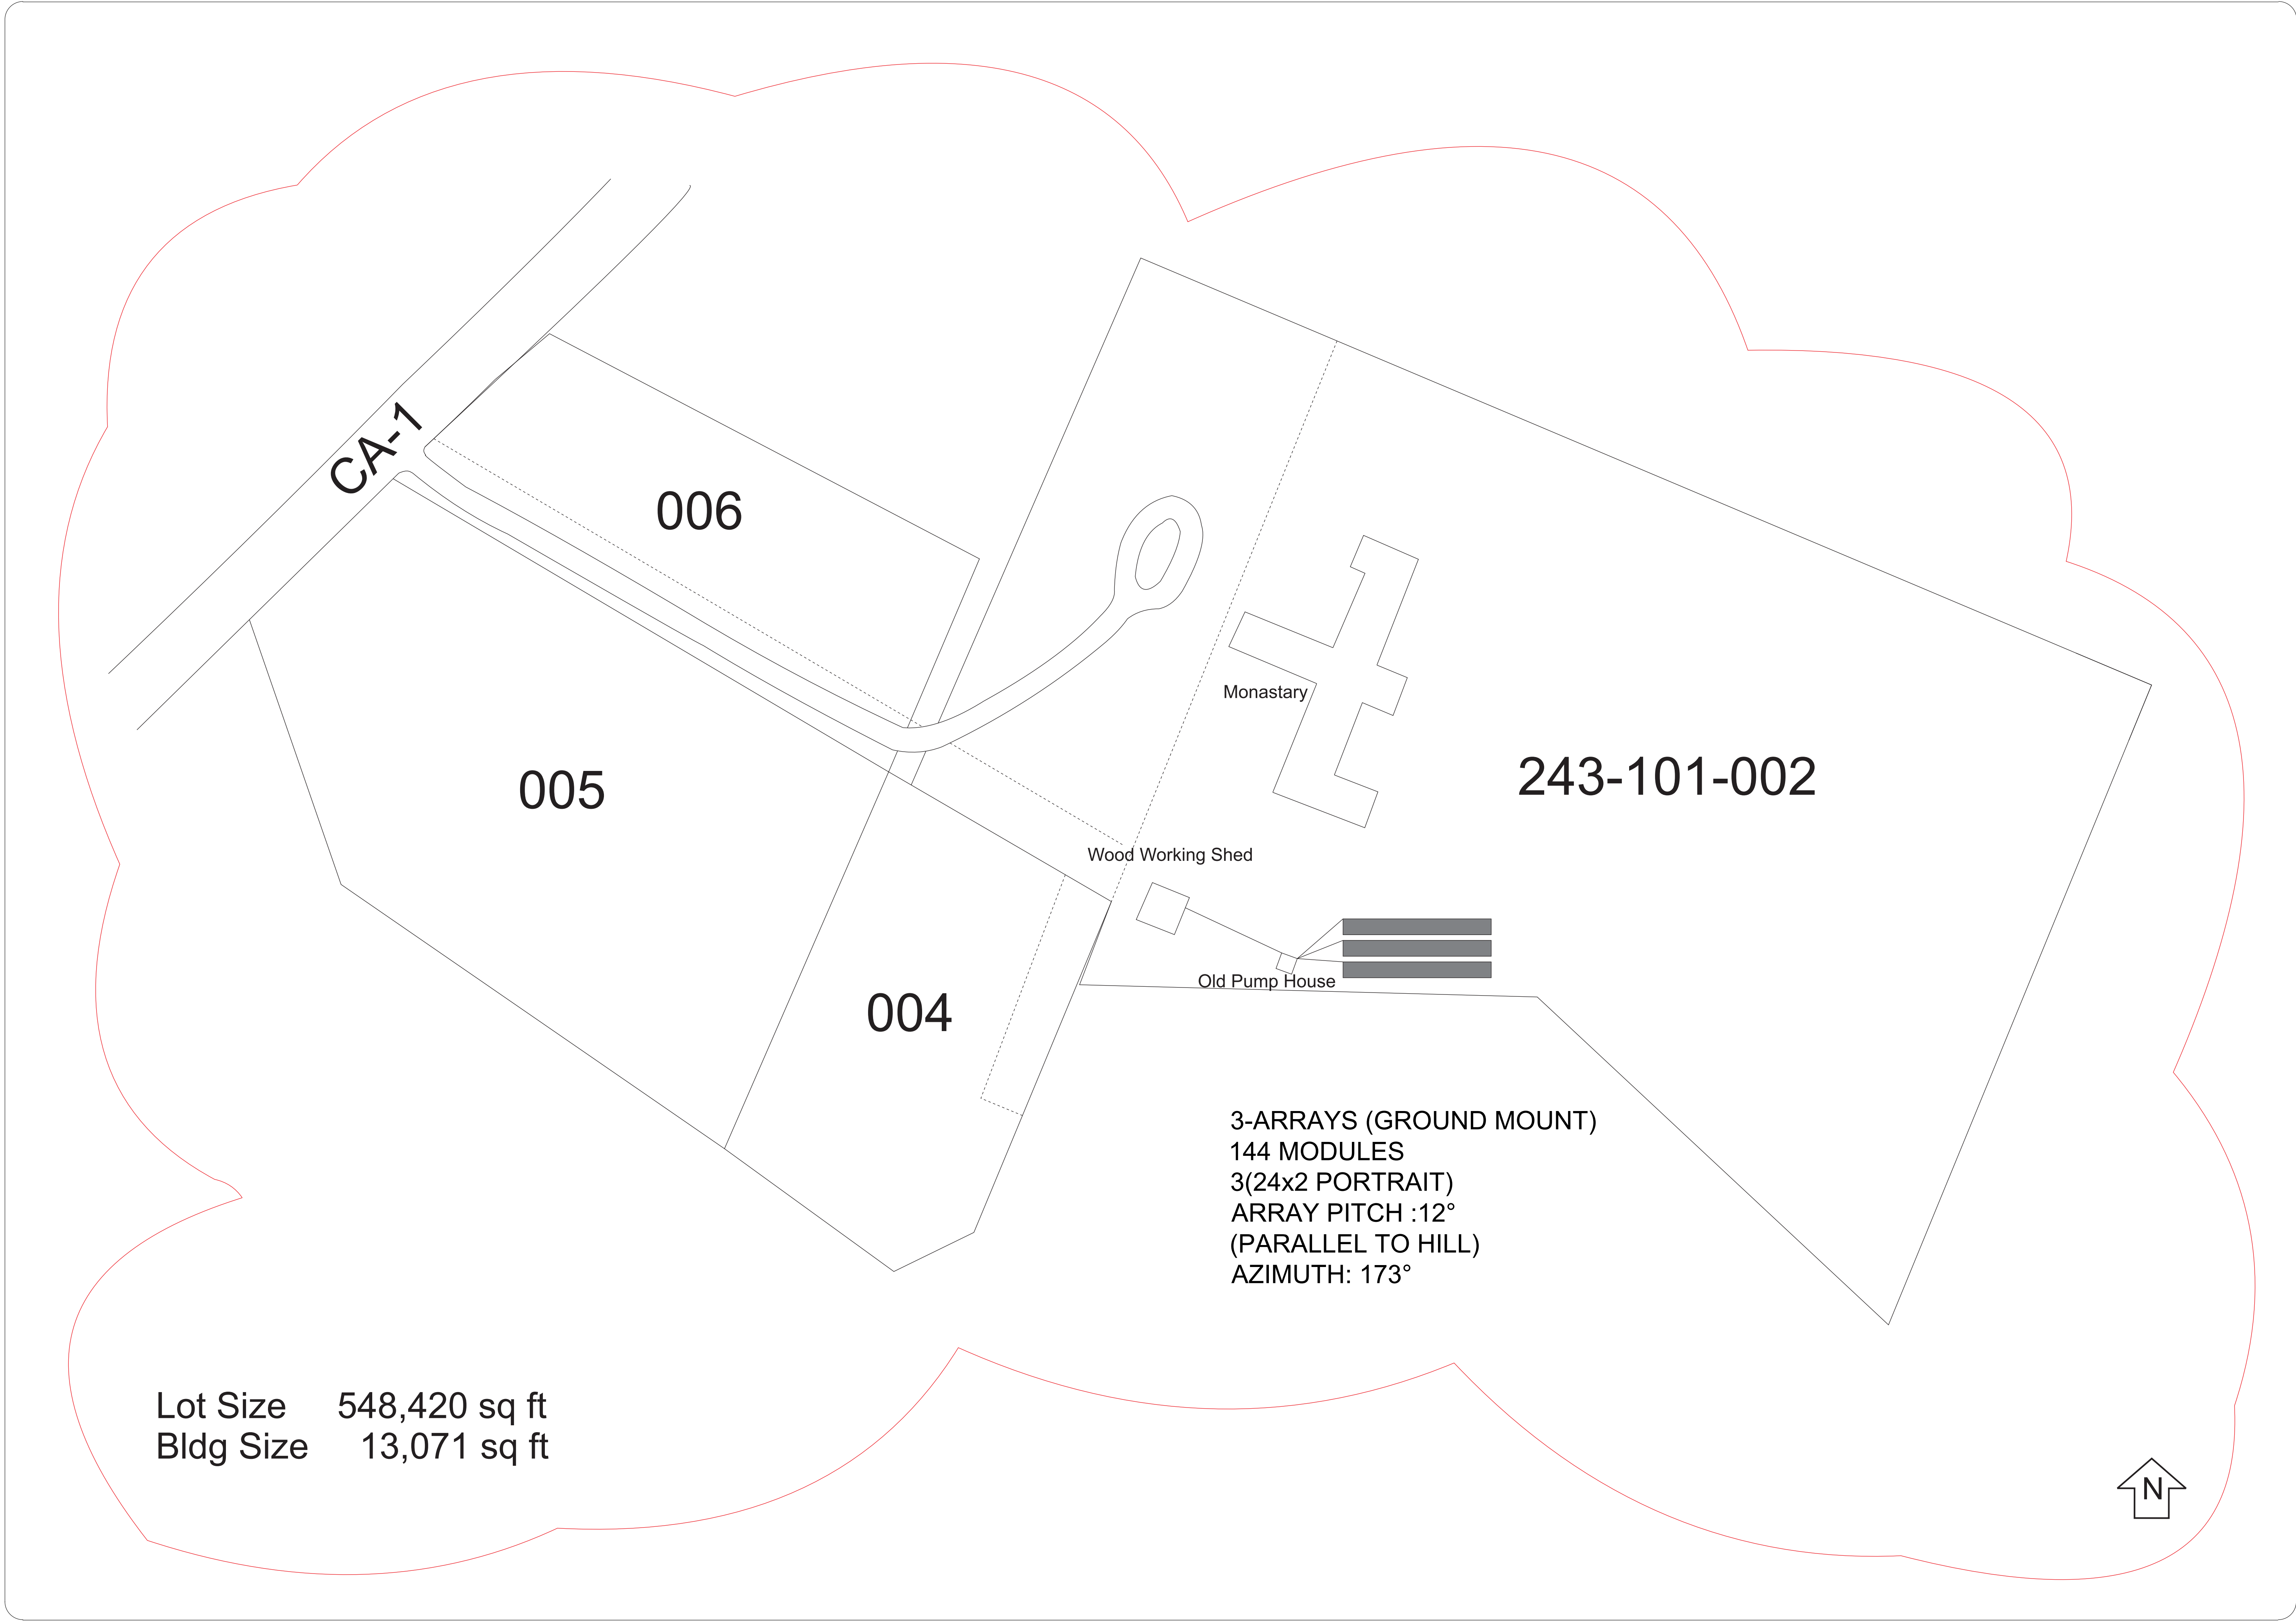 CA-1
006
Monastary
005
243-101-002
Wood Working Shed
Old Pump House
004
3-ARRAYS (GROUND MOUNT)
144 MODULES
3(24x2 PORTRAIT)
ARRAY PITCH :12°
(PARALLEL TO HILL)
AZIMUTH: 173°
Lot Size 548,420 sq ft
Bldg Size 13,071 sq ft
N